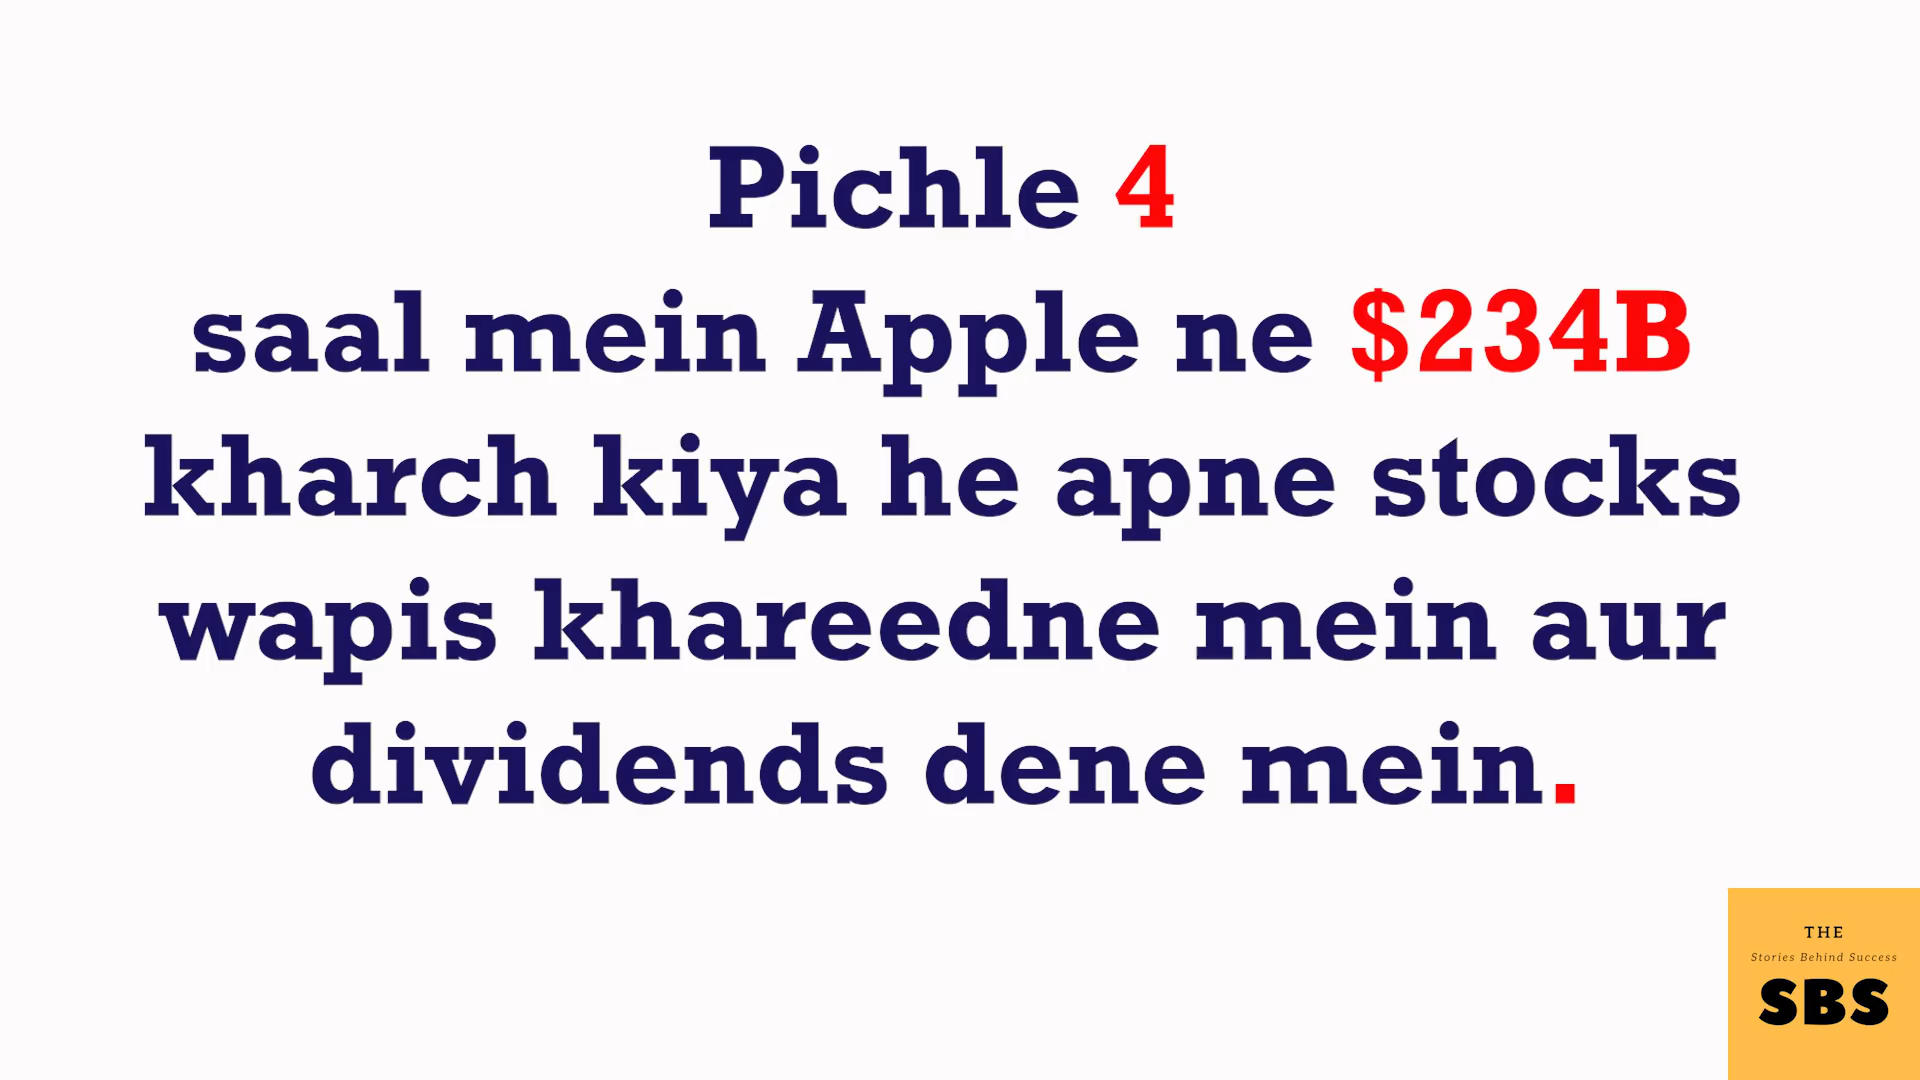 Pichle 4
saal mein Apple ne $234B
kharch kiya he apne stocks
wapis khareedne mein aur
dividends dene mein.
THE
Stories Behind Success
SBS